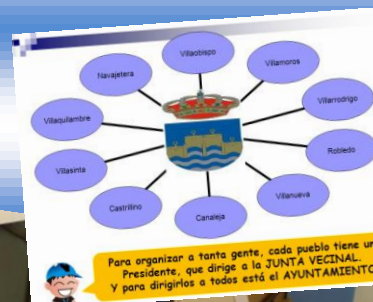 Villaobispo
Navajetera
Villamoros
Villaquilambre
Villarrodrigo
Villasinta
Robledo
Castrillino
Canaleja
Villanueva
Para organizar a tanta gente, cada pueblo tiene un
Presidente, que dirige a la JUNTA VECINAL.
Y para dirigirlos a todos está el AYUNTAMIENTO